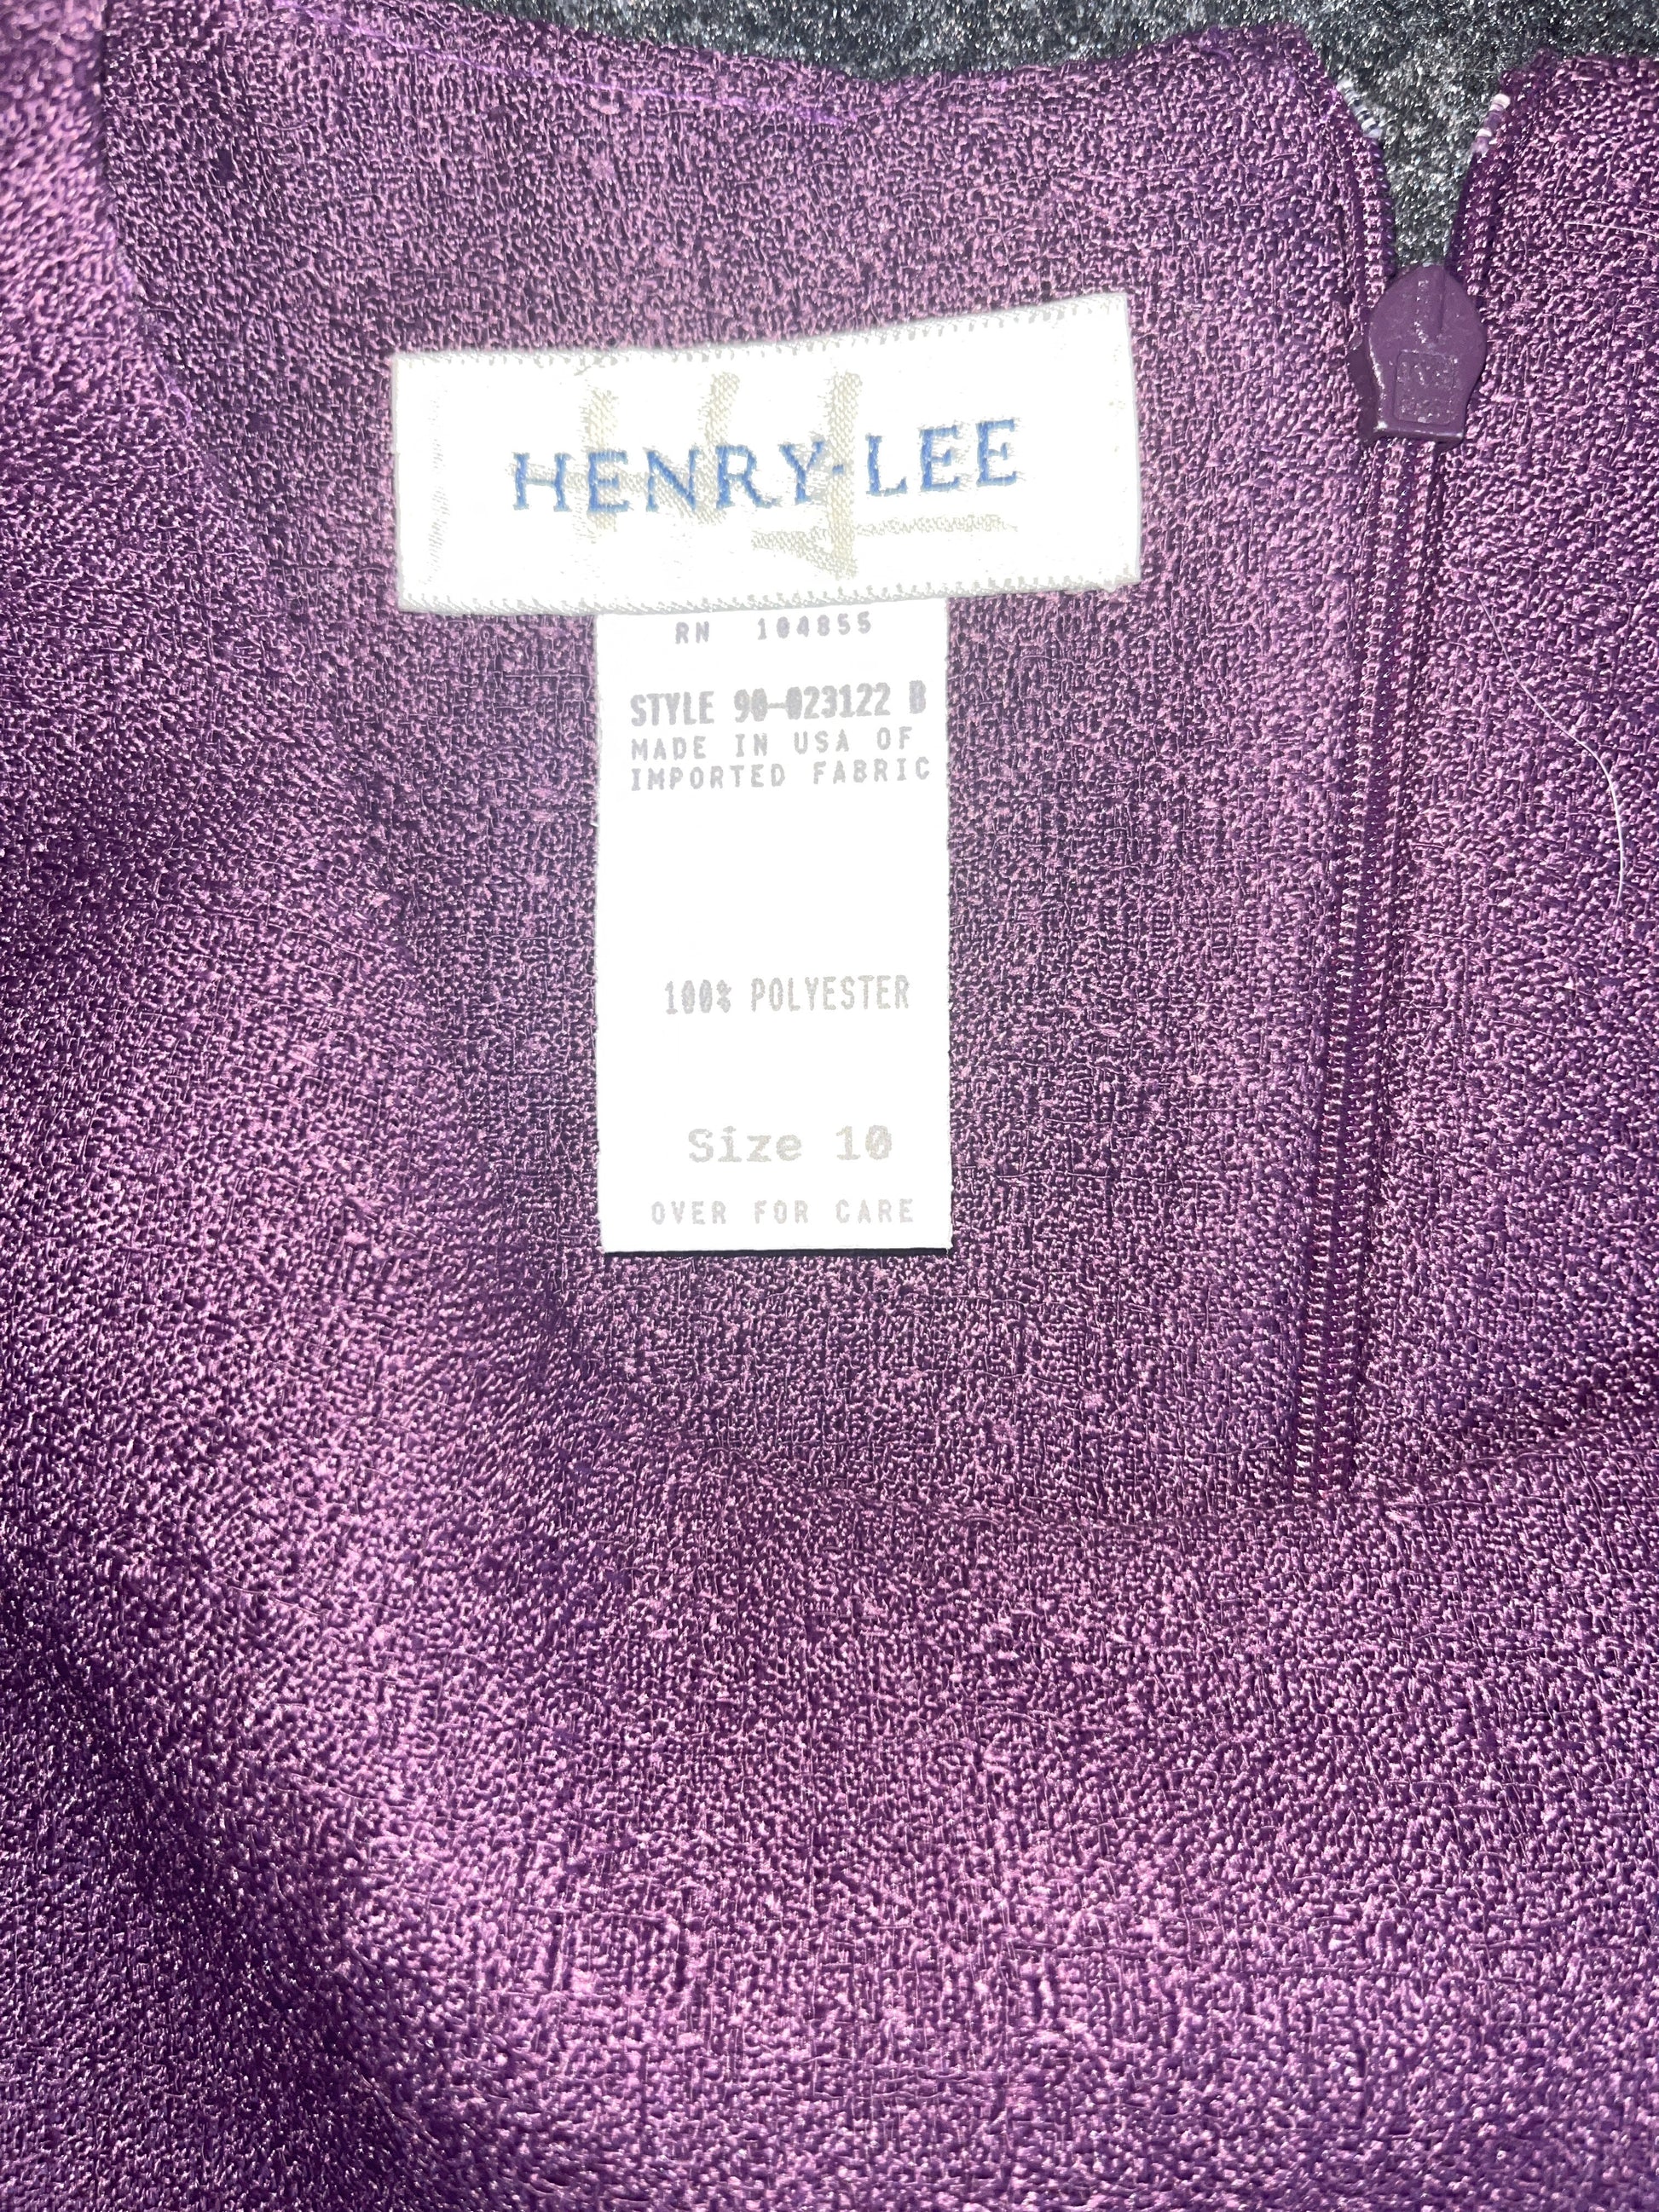 HENRY-LEE
RN 104855
STYLE 90-023122 B
MADE IN USA OF
IMPORTED FABRIC
100% POLYESTER
Size 10
OVER FOR CARE